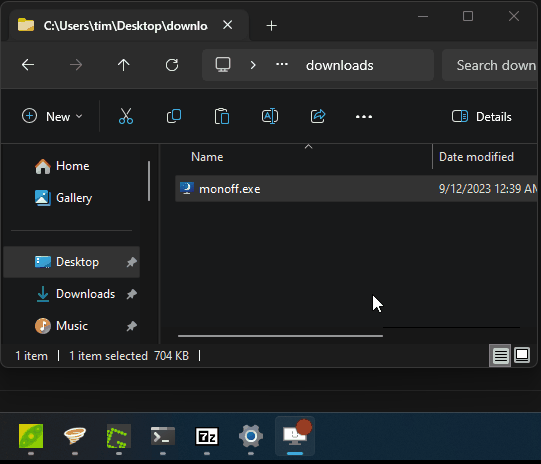 C:\Users\tim\Desktop\downlo
downloads
Search down
New
Details
Name
Date modified
Home
monoff.exe
9/12/2023 12:39 AM
Gallery
Desktop
Downloads
Music
1 item
1 item selected 704 KB
7z